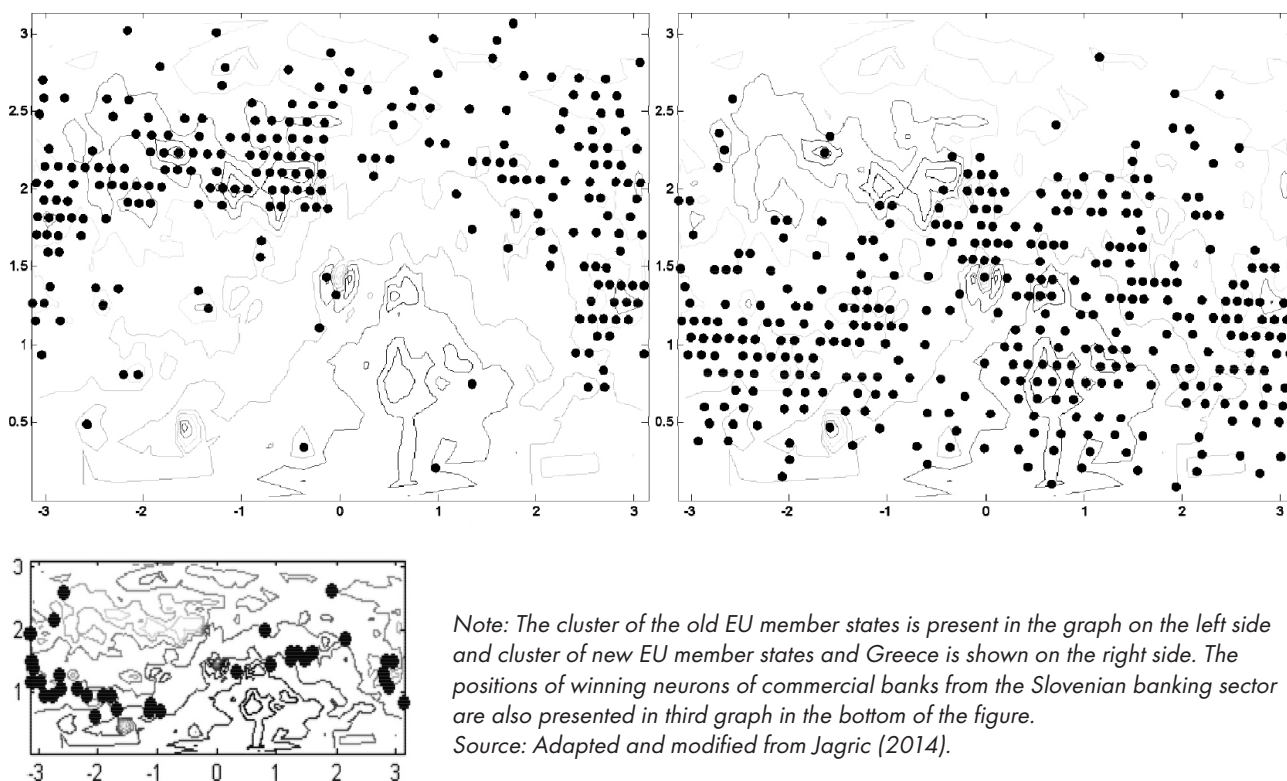 3
2.5
2
1.5
1
0.5
-3 -2 -1 0 1 2 3
3
2.5
2
1.5
1
0.5
-3 -2 -1 0 1 2 3
3
2
1
-3 -2 -1 0 1 2 3
Note: The cluster of the old EU member states is present in the graph on the left side
and cluster of new EU member states and Greece is shown on the right side. The
positions of winning neurons of commercial banks from the Slovenian banking sector
are also presented in third graph in the bottom of the figure.
Source: Adapted and modified from Jagric (2014).